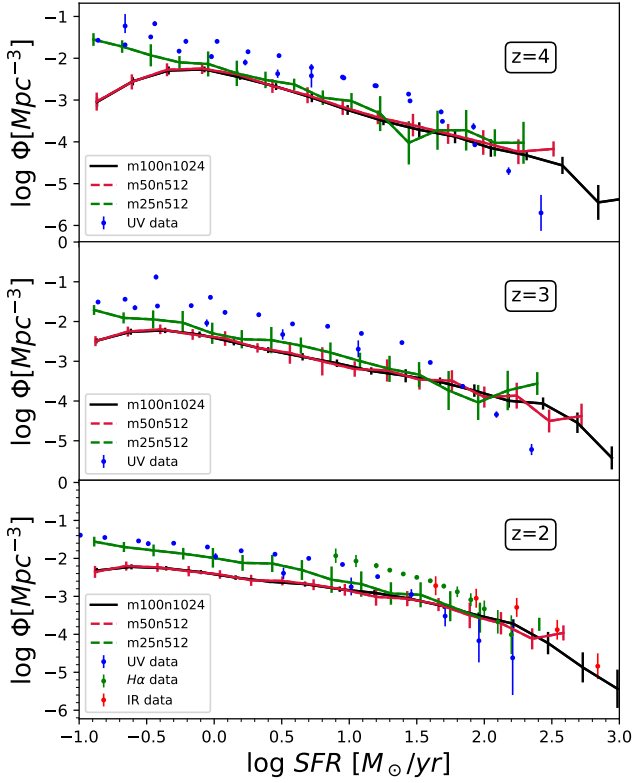 −1
−2
−3
−4
−5
−6
log Φ[Mpc⁻³]
z=4
m100n1024
m50n512
m25n512
UV data
0
−1
−2
−3
−4
−5
log Φ[Mpc⁻³]
z=3
m100n1024
m50n512
m25n512
UV data
0
−1
−2
−3
−4
−5
−6
log Φ[Mpc⁻³]
z=2
m100n1024
m50n512
m25n512
UV data
Hα data
IR data
−1.0 −0.5 0.0 0.5 1.0 1.5 2.0 2.5 3.0
log SFR [M⊙/yr]